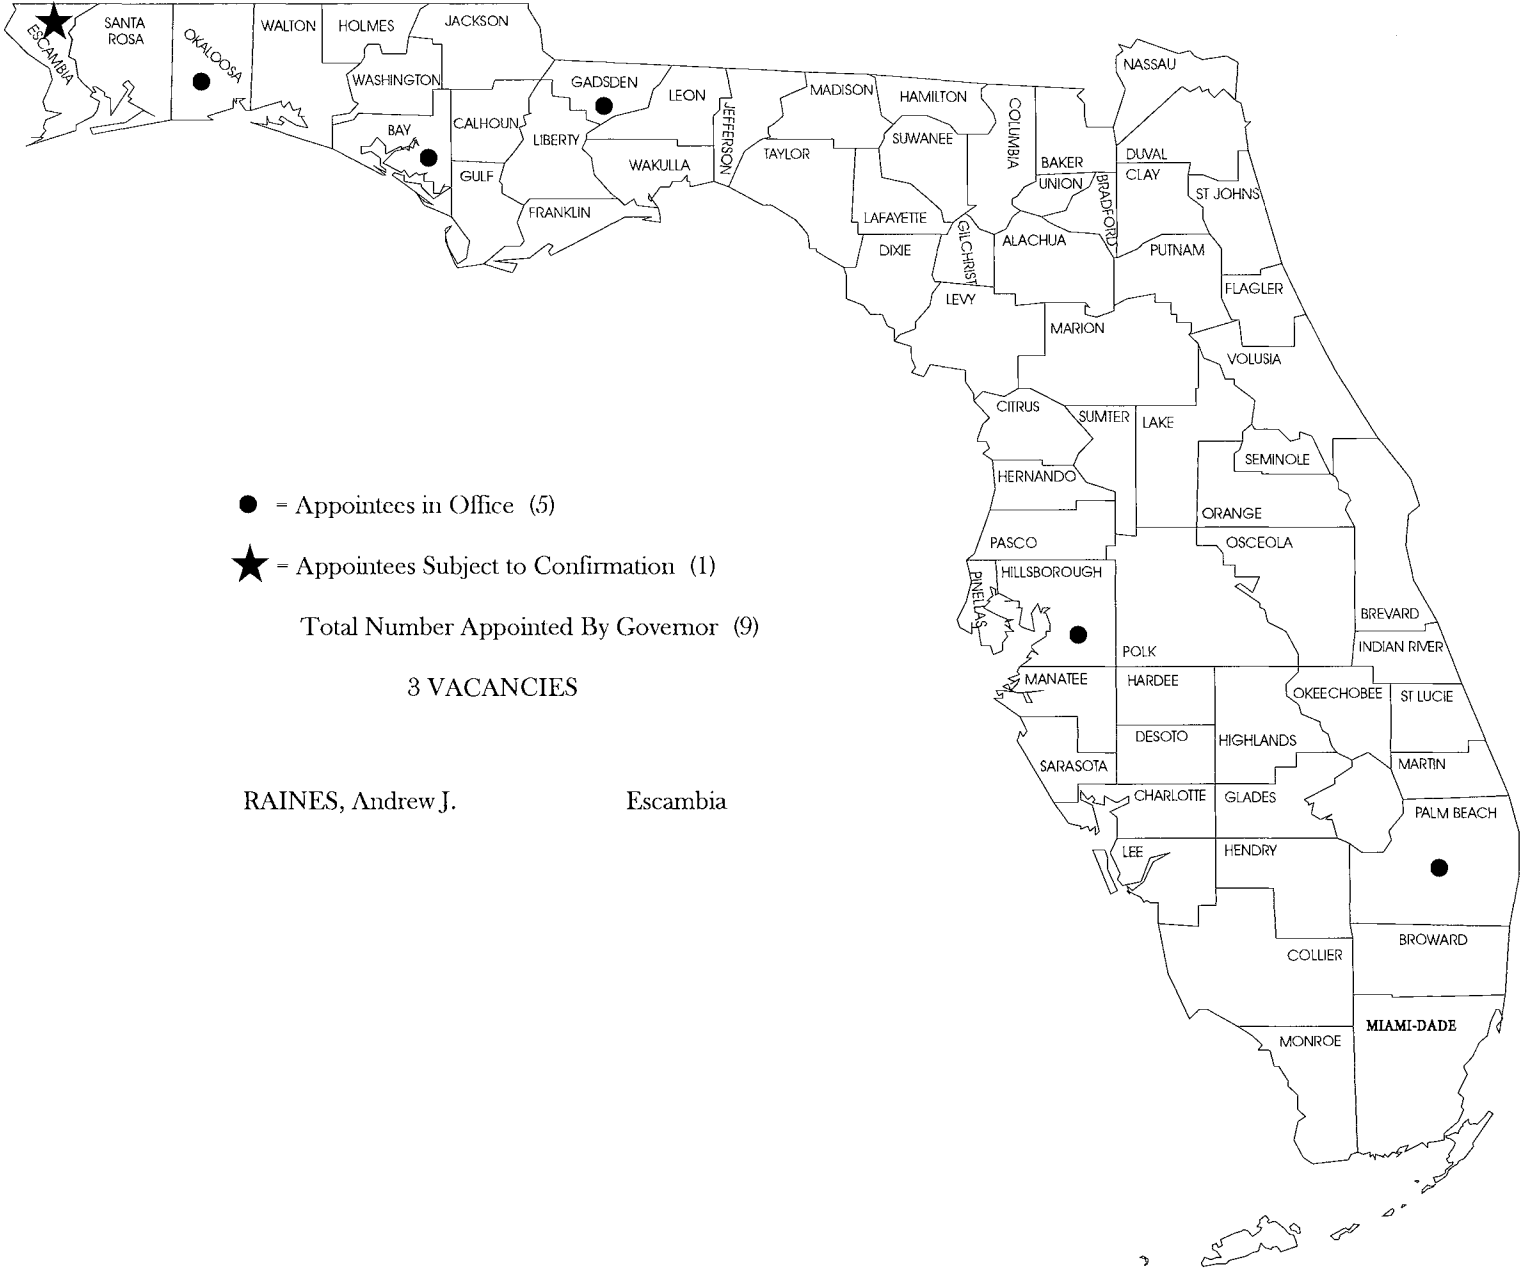 ESCAMBIA
SANTA
ROSA
OKALOOSA
WALTON
HOLMES
JACKSON
WASHINGTON
BAY
CALHOUN
GULF
GADSDEN
LIBERTY
FRANKLIN
LEON
WAKULLA
JEFFERSON
MADISON
TAYLOR
HAMILTON
SUWANEE
LAFAYETTE
DIXIE
COLUMBIA
GILCHRIST
LEVY
BAKER
UNION
BRADFORD
ALACHUA
NASSAU
DUVAL
CLAY
ST JOHNS
PUTNAM
FLAGLER
MARION
VOLUSIA
CITRUS
SUMTER
LAKE
HERNANDO
SEMINOLE
ORANGE
PASCO
OSCEOLA
PINELLAS
HILLSBOROUGH
POLK
BREVARD
INDIAN RIVER
MANATEE
HARDEE
OKEECHOBEE
ST LUCIE
DESOTO
HIGHLANDS
SARASOTA
MARTIN
CHARLOTTE
GLADES
PALM BEACH
LEE
HENDRY
COLLIER
BROWARD
MIAMI-DADE
MONROE
= Appointees in Office (5)
= Appointees Subject to Confirmation (1)
Total Number Appointed By Governor (9)
3 VACANCIES
RAINES, Andrew J. Escambia